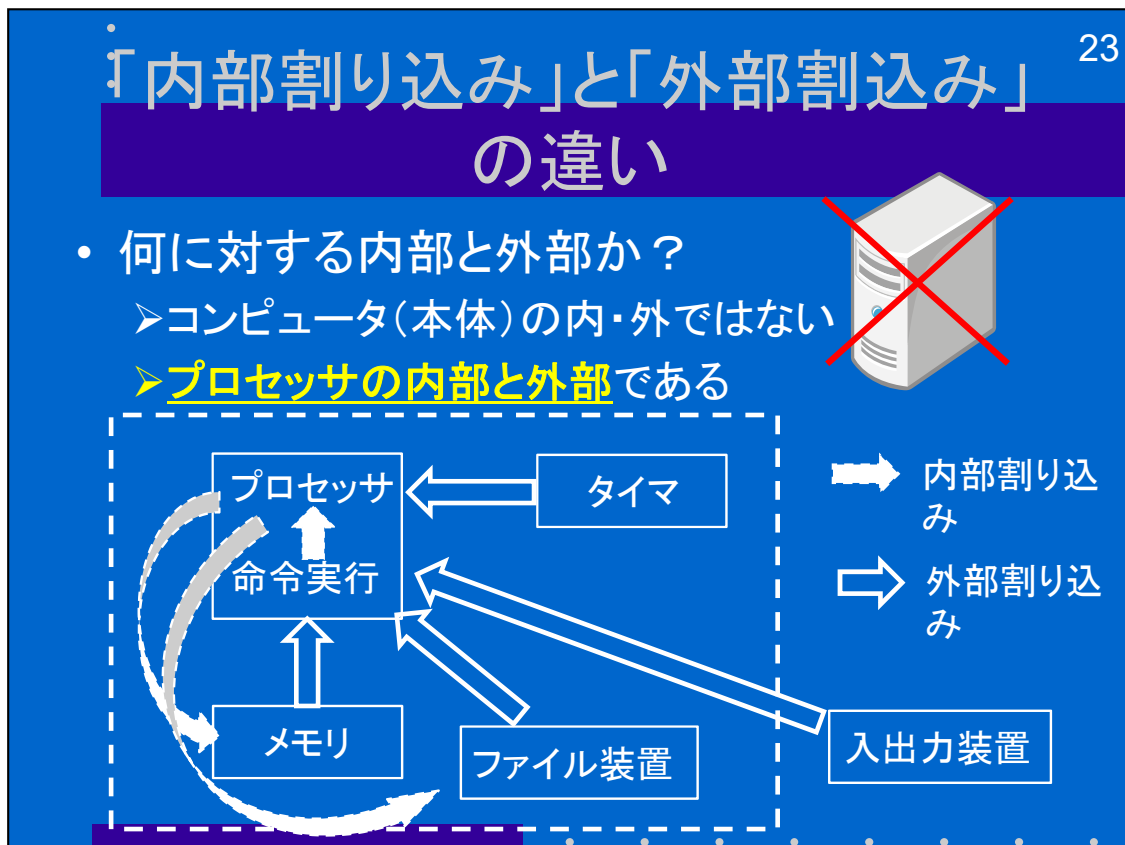 23
「内部割り込み」と「外部割込み」
の違い
• 何に対する内部と外部か？
➢コンピュータ(本体)の内・外ではない
➢プロセッサの内部と外部である
プロセッサ
タイマ
命令実行
内部割り込
み
外部割り込
み
メモリ
ファイル装置
入出力装置